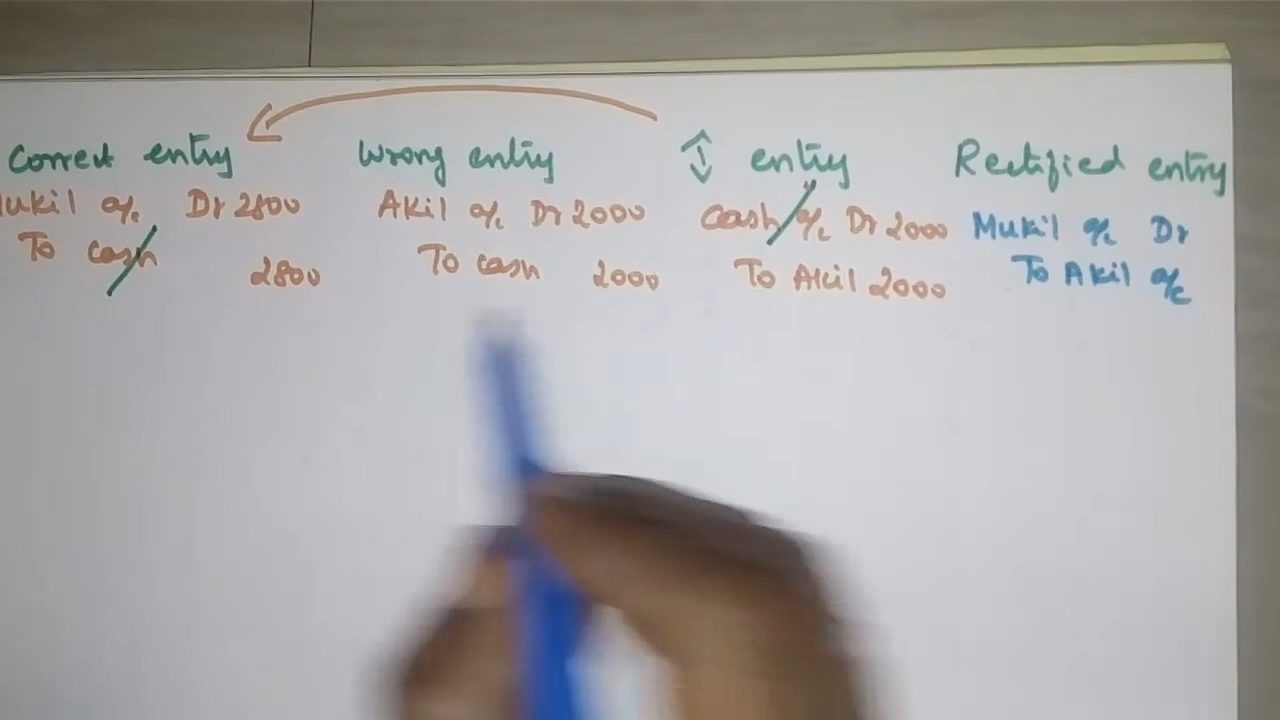 Correct entry wrong entry entry Rectified entry
Mukil a/c Dr 2800 Akil a/c Dr 2000 cash a/c Dr 2000 Mukil a/c Dr
To cash 2800 To cash 2000 To Akil 2000 To Akil a/c